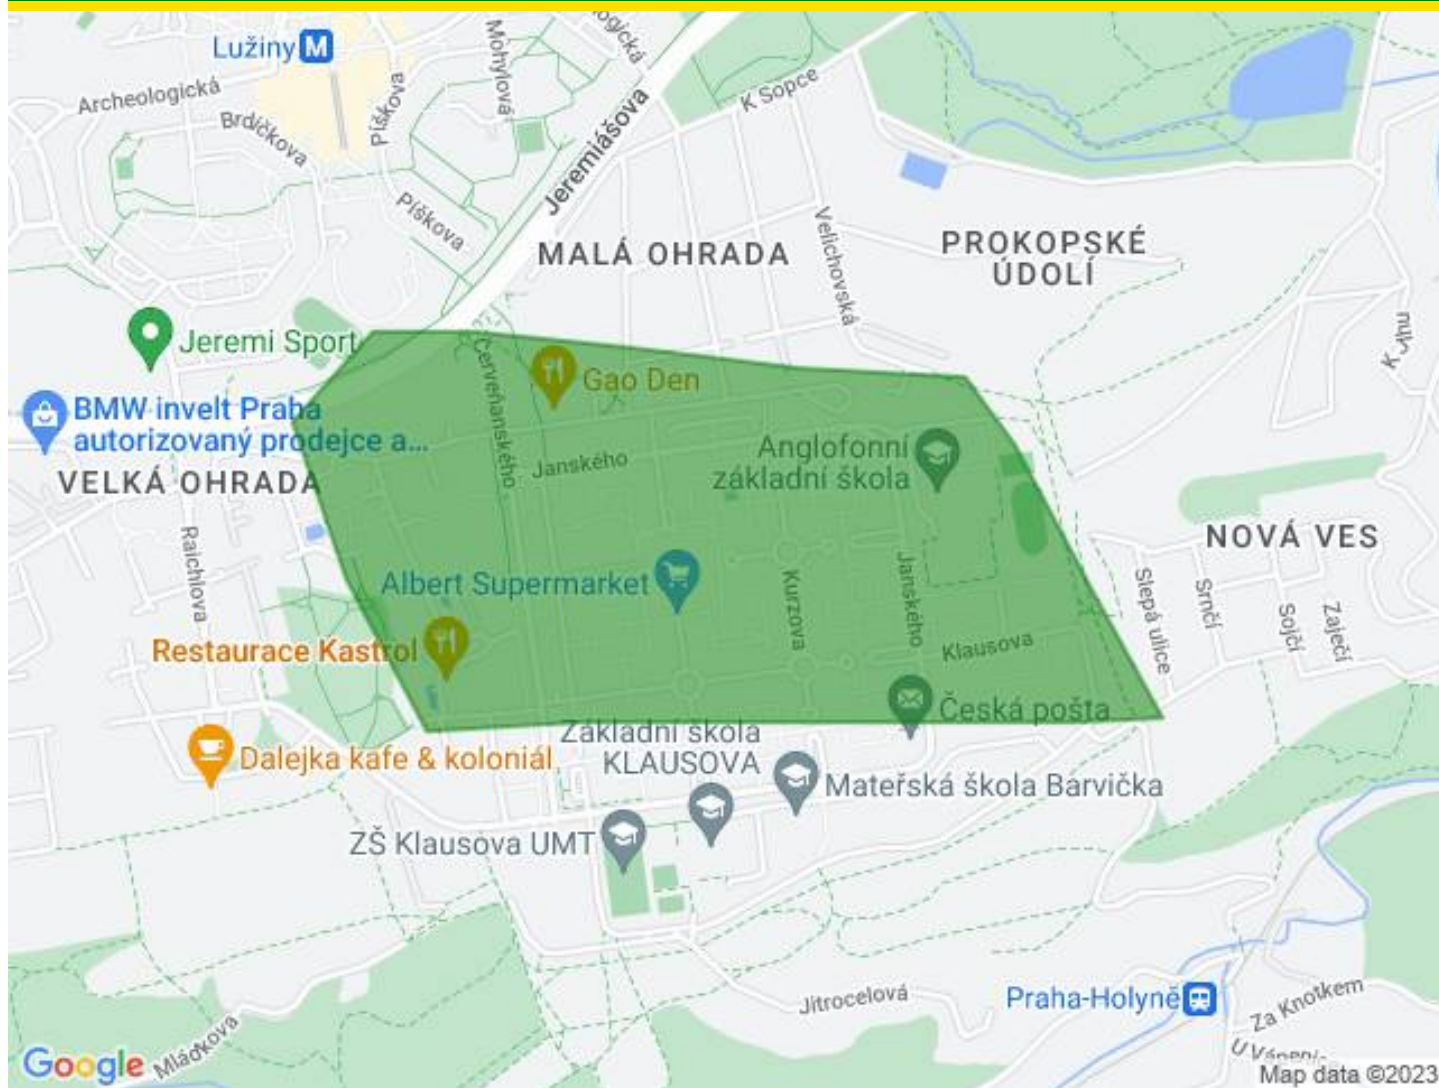 Lužiny M
Mohylová
Archeologická
Píškova
Brdíčkova
Jeremiášova
K Sopce
Píškova
MALÁ OHRADA
Velichovská
PROKOPSKÉ
ÚDOLÍ
Jeremi Sport
Červeňanského
Gao Den
BMW invelt Praha
autorizovaný prodejce a...
VELKÁ OHRADA
Janského
Anglofonní
základní škola
NOVÁ VES
Raichlova
Albert Supermarket
Kurzova
Janského
Slepá ulice
Srnčí
Sojčí
Zaječí
Restaurace Kastrol
Klausova
Česká pošta
Základní škola
KLAUSOVA
Dalejka kafe & koloniál
Mateřská škola Barvička
ZŠ Klausova UMT
Jitrocelová
Praha-Holyně
Za Knotkem
Mládkova
Google
Map data ©2023